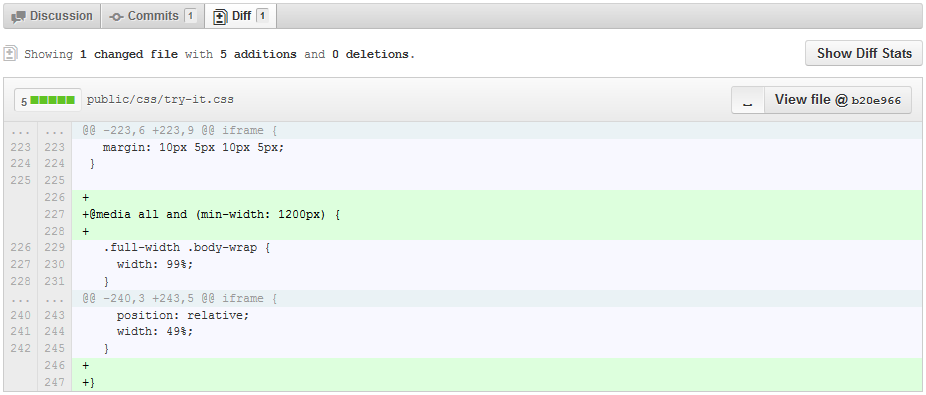 Discussion Commits 1 Diff 1
Showing 1 changed file with 5 additions and 0 deletions.
Show Diff Stats
5 public/css/try-it.css View file @ b20e966
... ... @@ -223,6 +223,9 @@ iframe {
223 223 margin: 10px 5px 10px 5px;
224 224 }
225 225
226 +
227 +@media all and (min-width: 1200px) {
228 +
226 229 .full-width .body-wrap {
227 230 width: 99%;
228 231 }
... ... @@ -240,3 +243,5 @@ iframe {
240 243 position: relative;
241 244 width: 49%;
242 245 }
246 +
247 +}